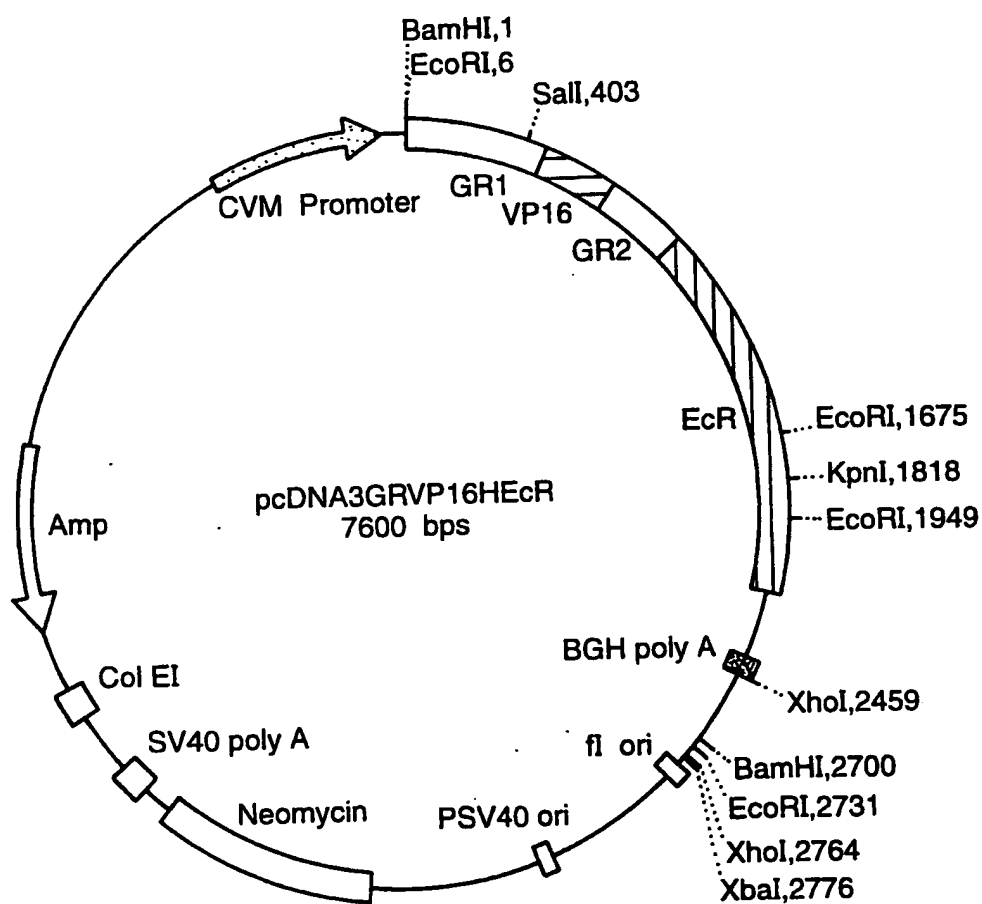 BamHI,1
EcoRI,6
SalI,403
CVM Promoter
GR1
VP16
GR2
EcR
EcoRI,1675
KpnI,1818
EcoRI,1949
pcDNA3GRVP16HEcR
7600 bps
Amp
BGH poly A
XhoI,2459
Col EI
SV40 poly A
fI ori
BamHI,2700
EcoRI,2731
Neomycin
PSV40 ori
XhoI,2764
XbaI,2776